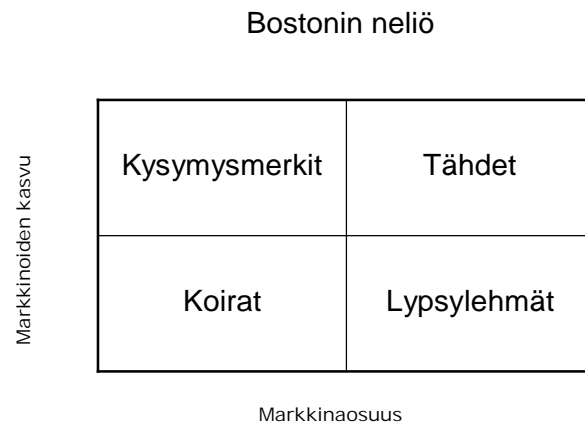 Bostonin neliö
Markkinoiden kasvu
Kysymysmerkit
Tähdet
Koirat
Lypsylehmät
Markkinaosuus